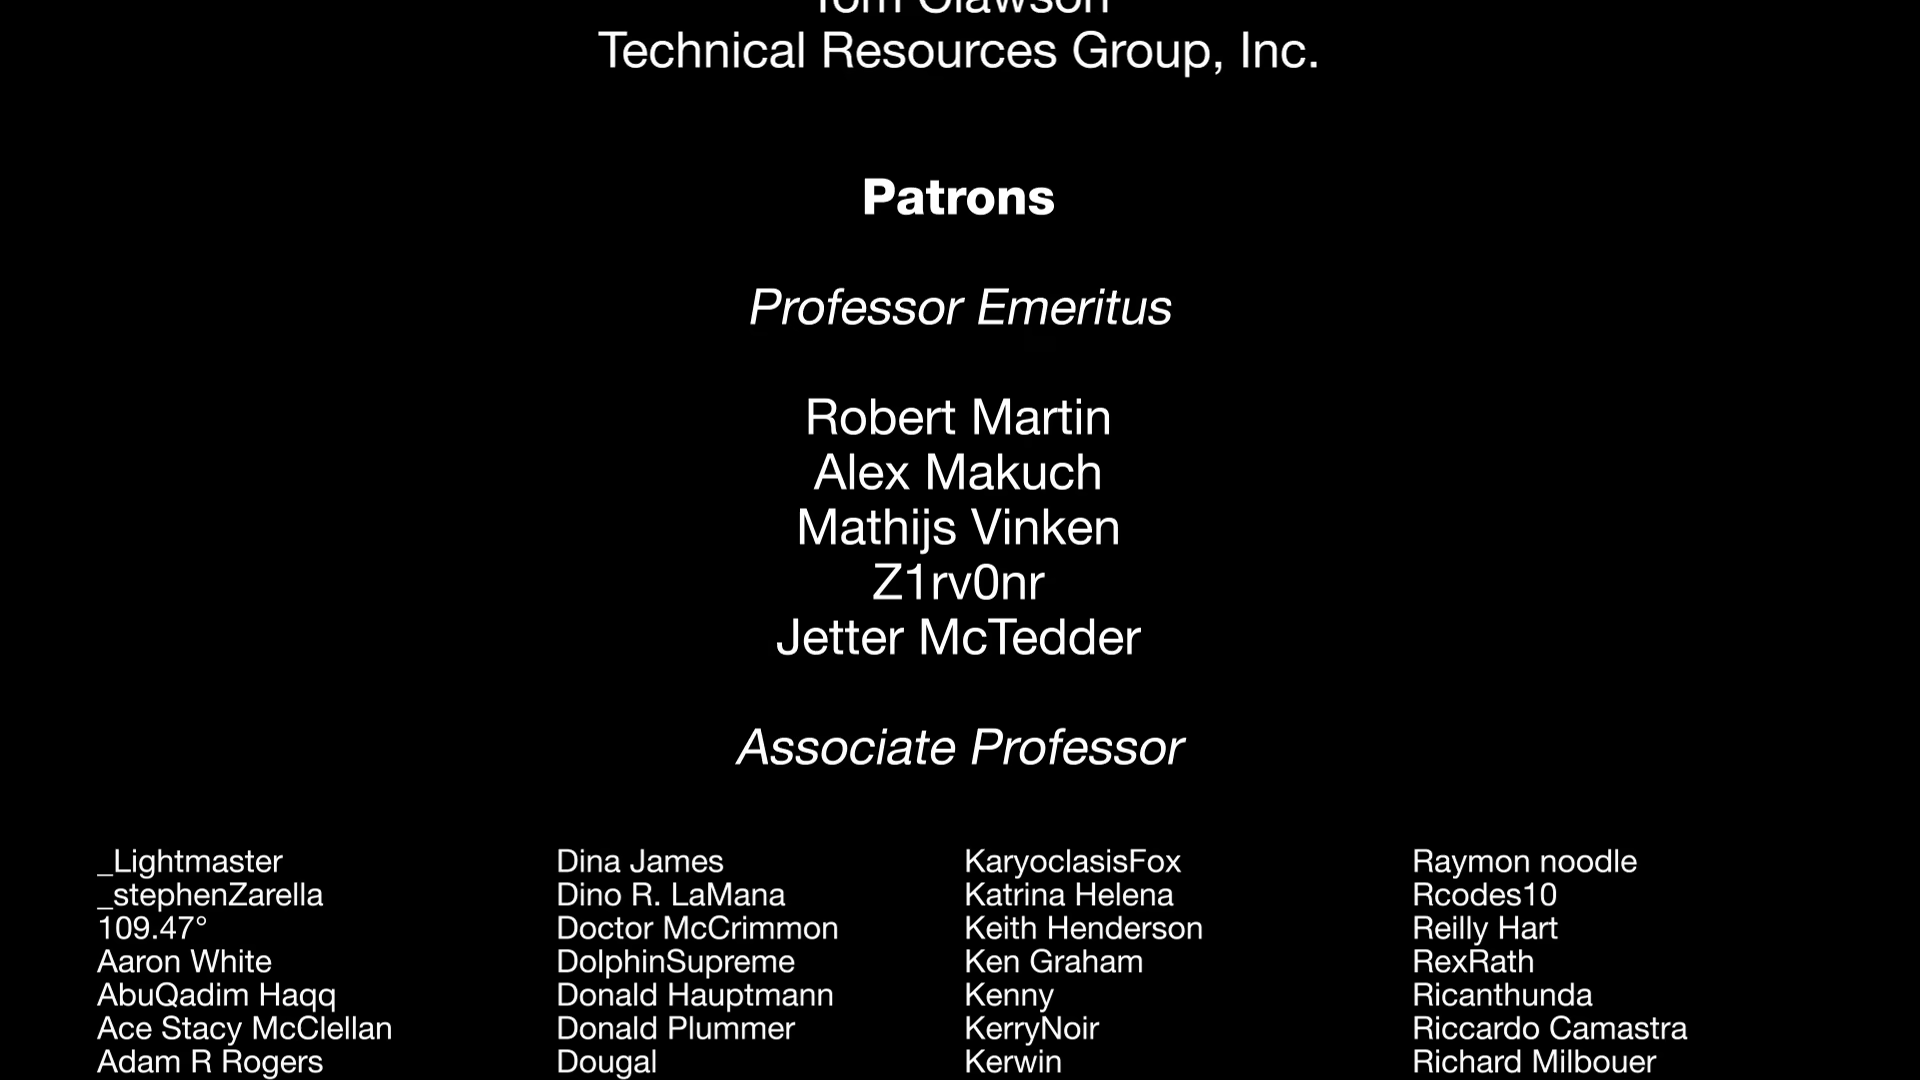 Tom Clawson
Technical Resources Group, Inc.
Patrons
Professor Emeritus
Robert Martin
Alex Makuch
Mathijs Vinken
Z1rv0nr
Jetter McTedder
Associate Professor
_Lightmaster
_stephenZarella
109.47°
Aaron White
AbuQadim Haqq
Ace Stacy McClellan
Adam R Rogers
Dina James
Dino R. LaMana
Doctor McCrimmon
DolphinSupreme
Donald Hauptmann
Donald Plummer
Dougal
KaryoclasisFox
Katrina Helena
Keith Henderson
Ken Graham
Kenny
KerryNoir
Kerwin
Raymon noodle
Rcodes10
Reilly Hart
RexRath
Ricanthunda
Riccardo Camastra
Richard Milbouer